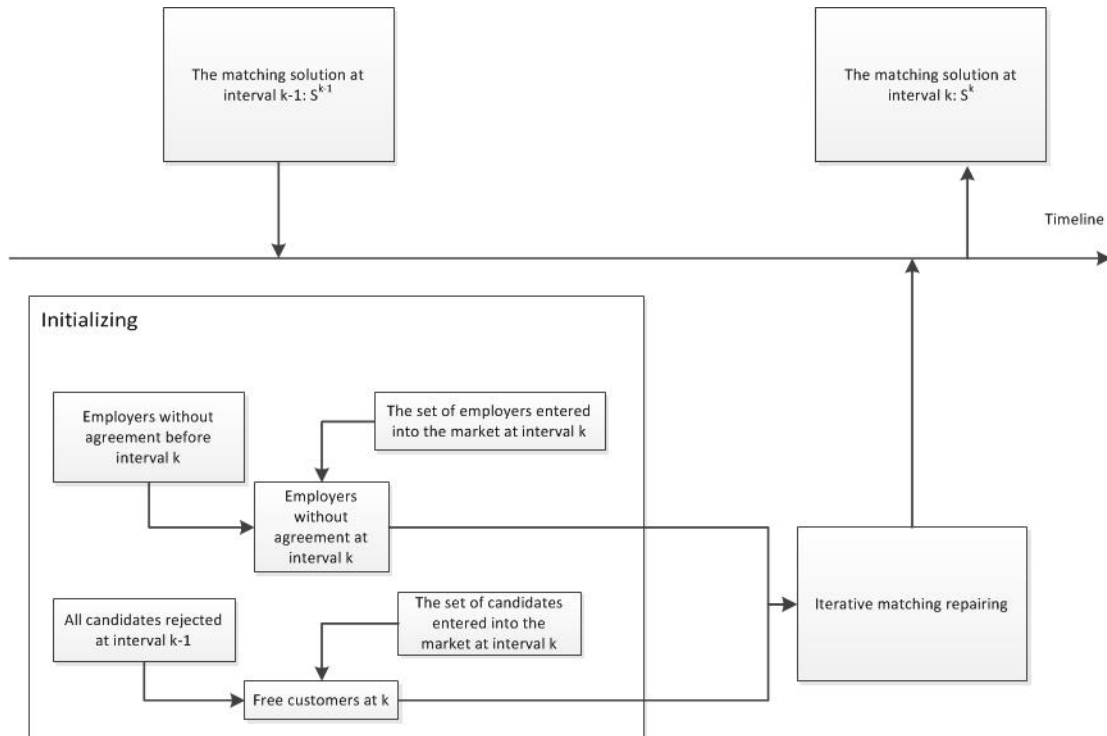 The matching solution at
interval k-1: S^k-1
The matching solution at
interval k: S^k
Timeline
Initializing
Employers without
agreement before
interval k
The set of employers entered
into the market at interval k
Employers
without
agreement at
interval k
All candidates rejected
at interval k-1
The set of candidates
entered into the
market at interval k
Free customers at k
Iterative matching repairing